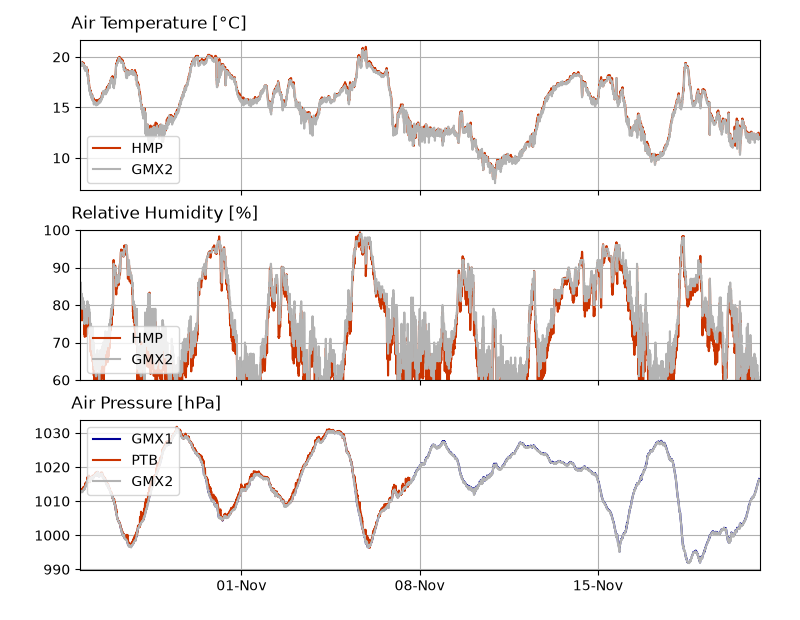 Air Temperature [°C]
20
15
10
HMP
GMX2
Relative Humidity [%]
100
90
80
70
60
HMP
GMX2
Air Pressure [hPa]
1030
1020
1010
1000
990
GMX1
PTB
GMX2
01-Nov
08-Nov
15-Nov